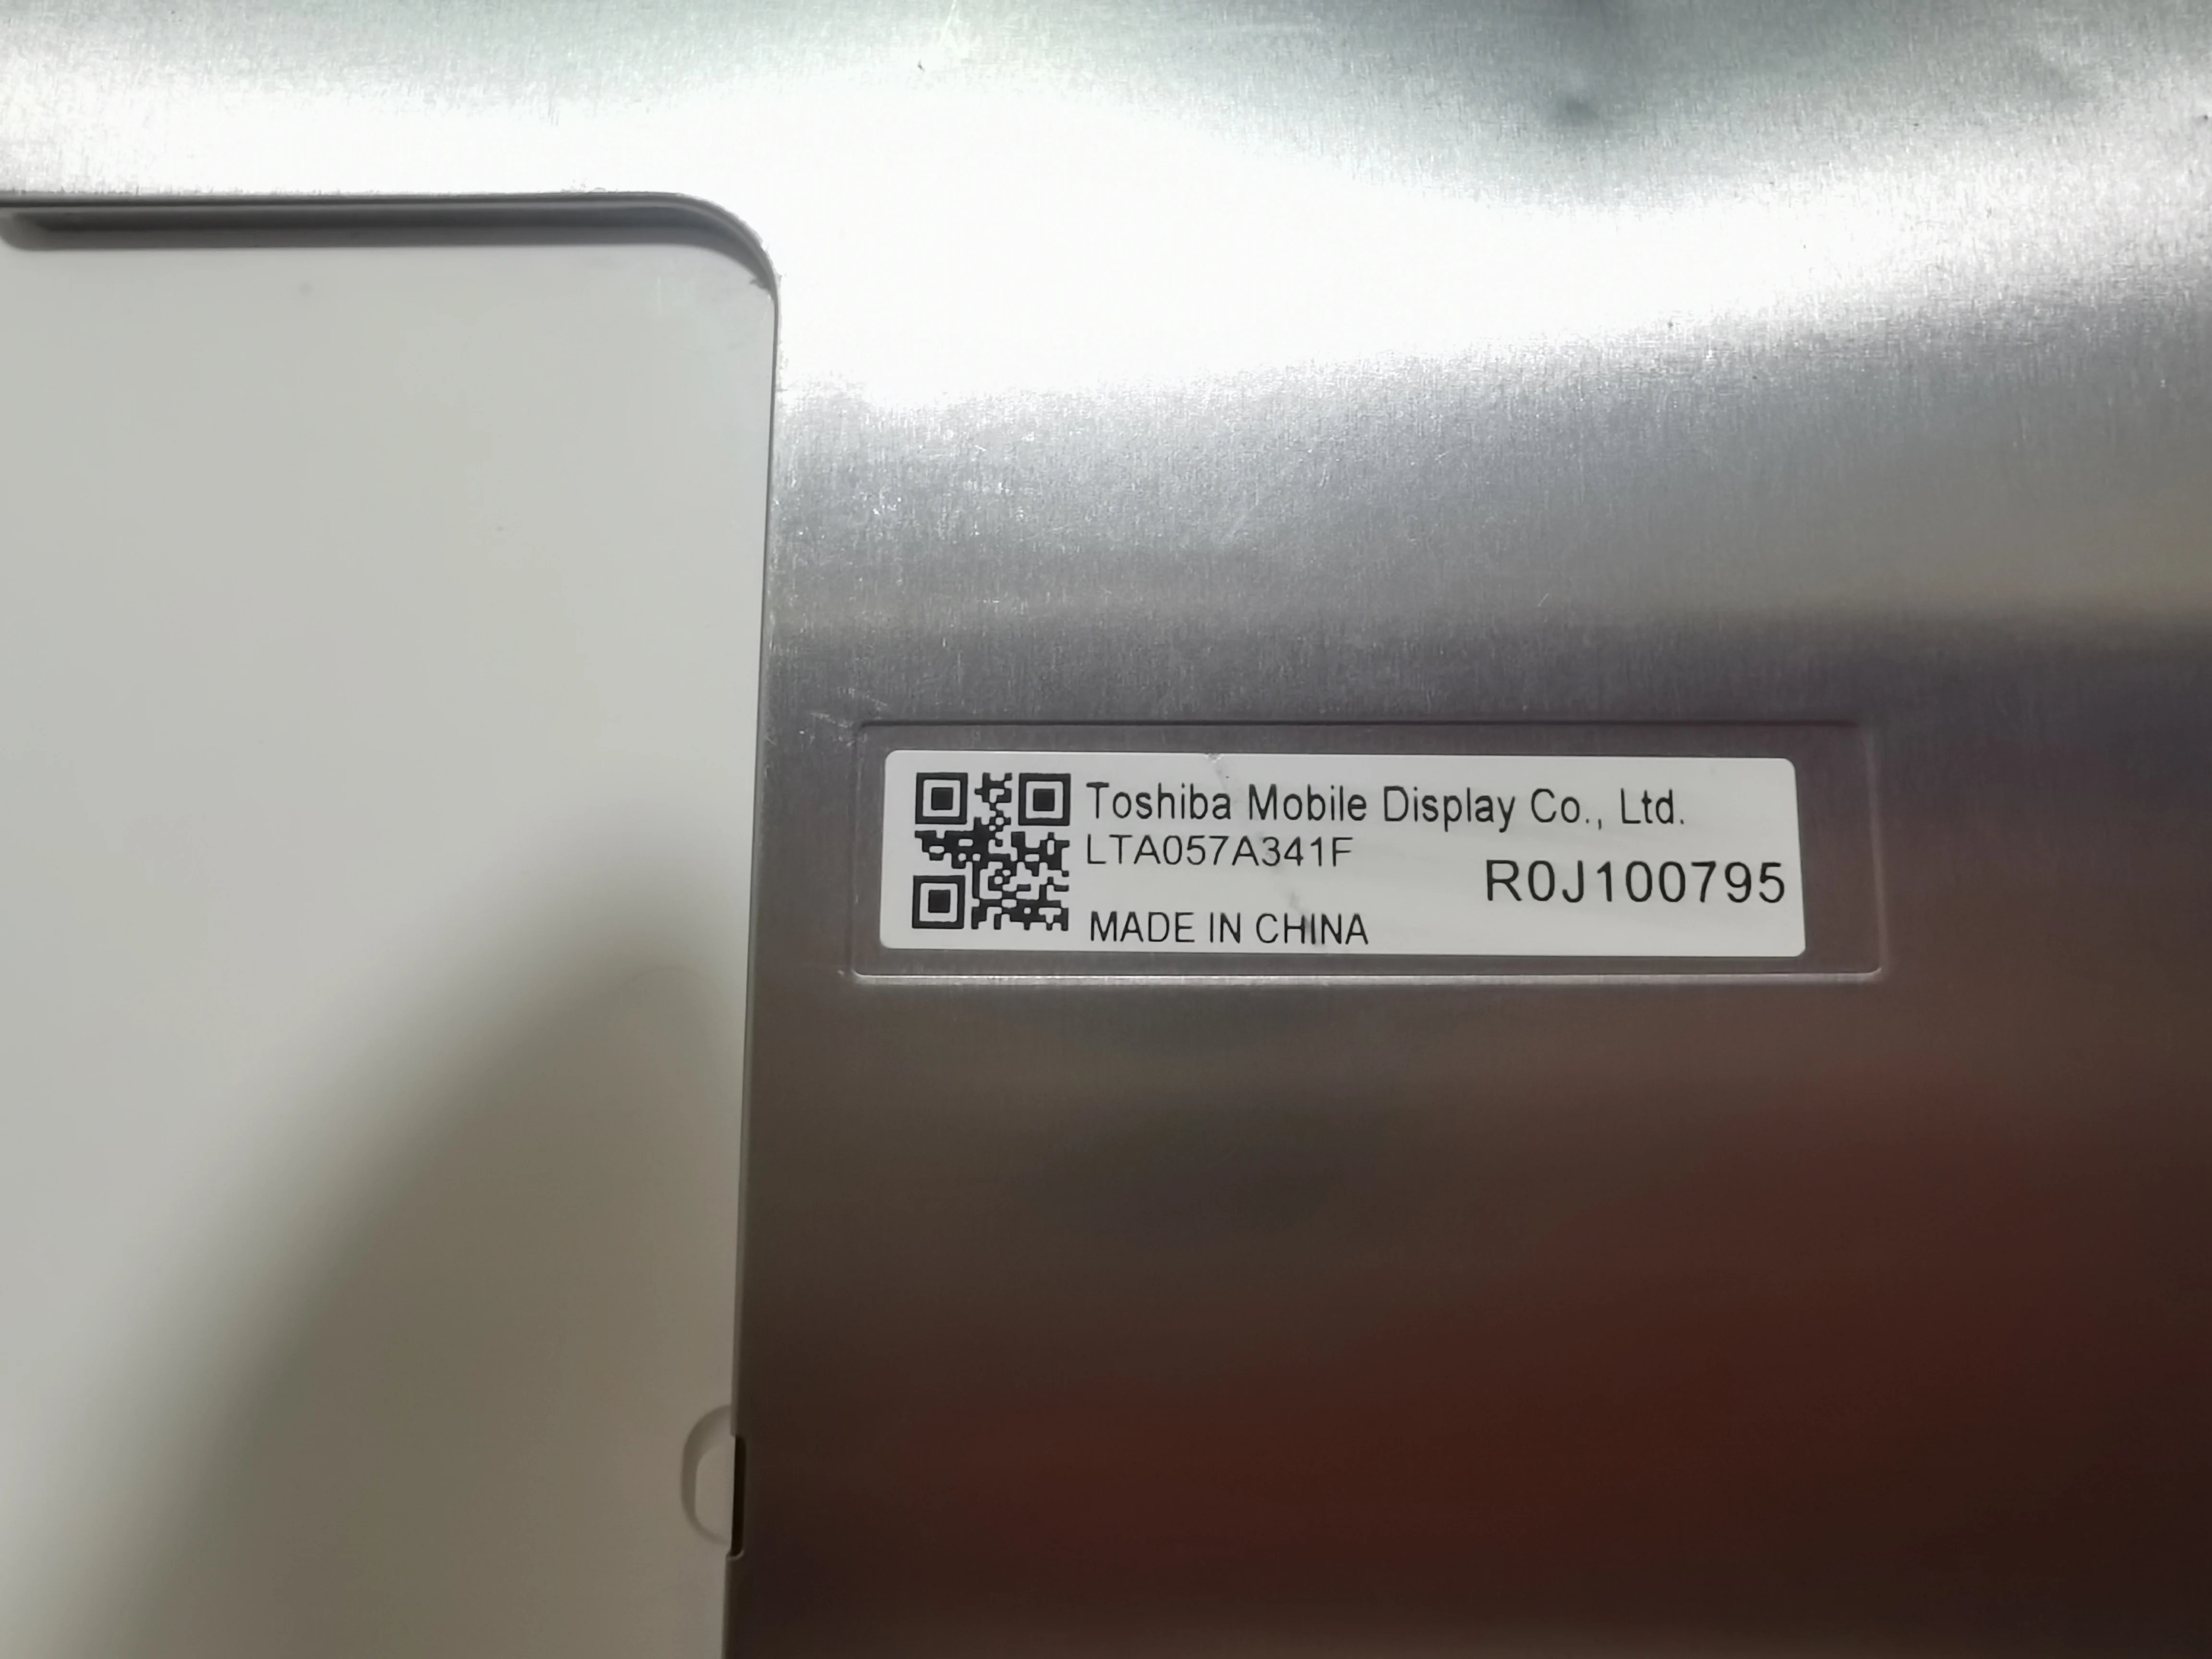 Toshiba Mobile Display Co., Ltd.
LTA057A341F
R0J100795
MADE IN CHINA